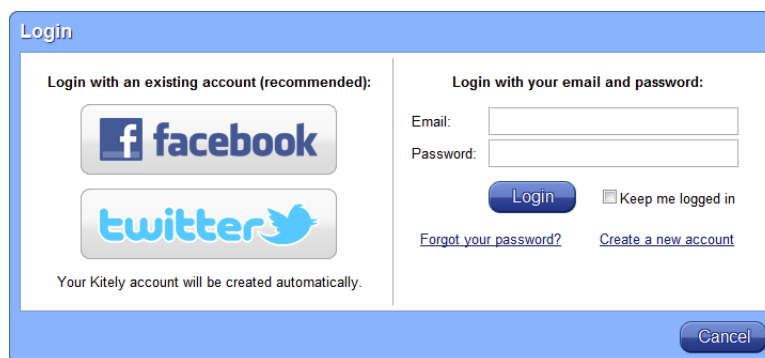 Login
Login with an existing account (recommended):
facebook
twitter
Your Kitely account will be created automatically.
Login with your email and password:
Email:
Password:
Login
Keep me logged in
Forgot your password?
Create a new account
Cancel